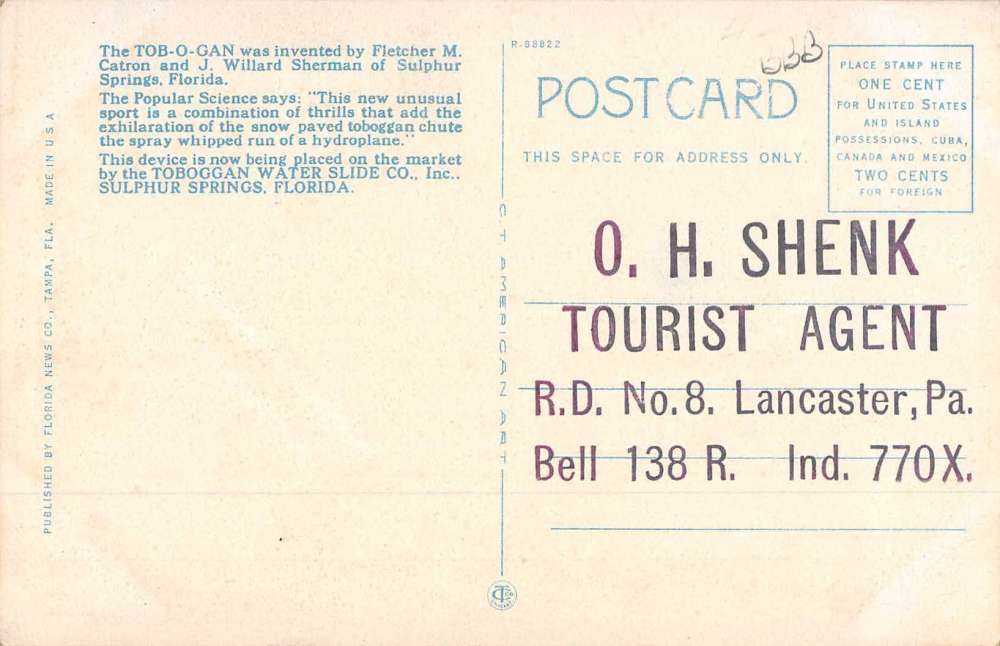 The TOB-O-GAN was invented by Fletcher M.
Catron and J. Willard Sherman of Sulphur
Springs, Florida.
The Popular Science says: "This new unusual
sport is a combination of thrills that add the
exhilaration of the snow paved toboggan chute
the spray whipped run of a hydroplane."
This device is now being placed on the market
by the TOBOGGAN WATER SLIDE CO., Inc..
SULPHUR SPRINGS, FLORIDA.
PUBLISHED BY FLORIDA NEWS CO., TAMPA, FLA. MADE IN U S A
R-88822
POST CARD
THIS SPACE FOR ADDRESS ONLY.
PLACE STAMP HERE
ONE CENT
FOR UNITED STATES
AND ISLAND
POSSESSIONS, CUBA,
CANADA AND MEXICO
TWO CENTS
FOR FOREIGN
C. T. AMERICAN ART
O. H. SHENK
TOURIST AGENT
R.D. No. 8. Lancaster, Pa.
Bell 138 R. Ind. 770X.